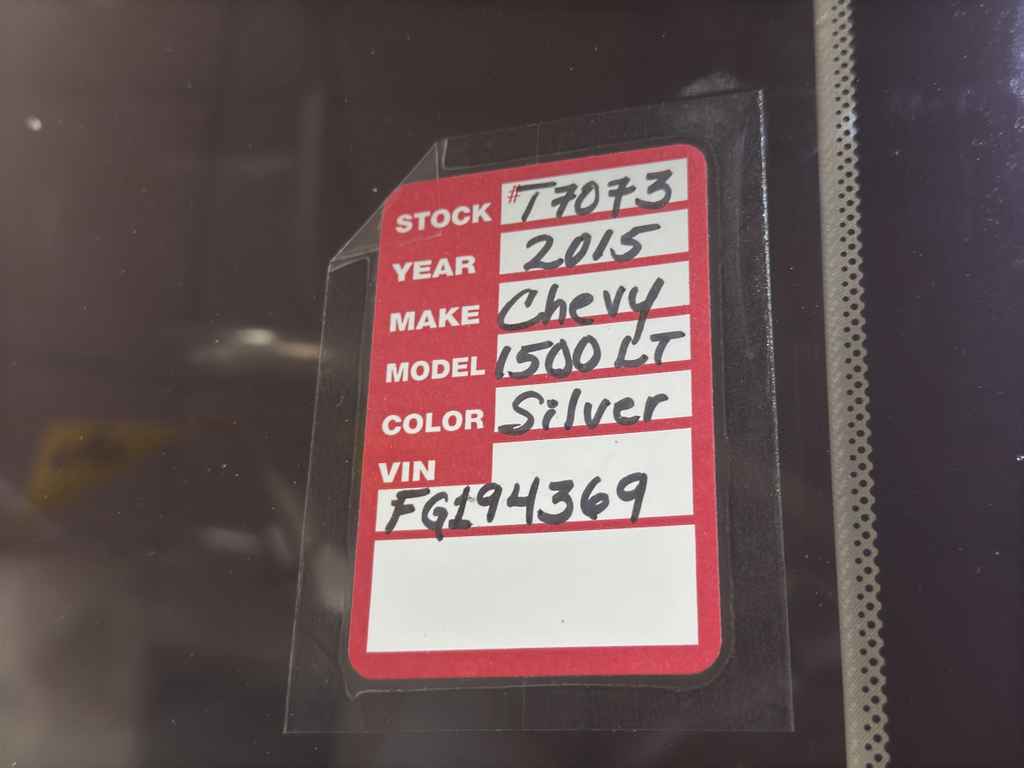 STOCK #T7073
YEAR 2015
MAKE Chevy
MODEL 1500 LT
COLOR Silver
VIN
FG194369